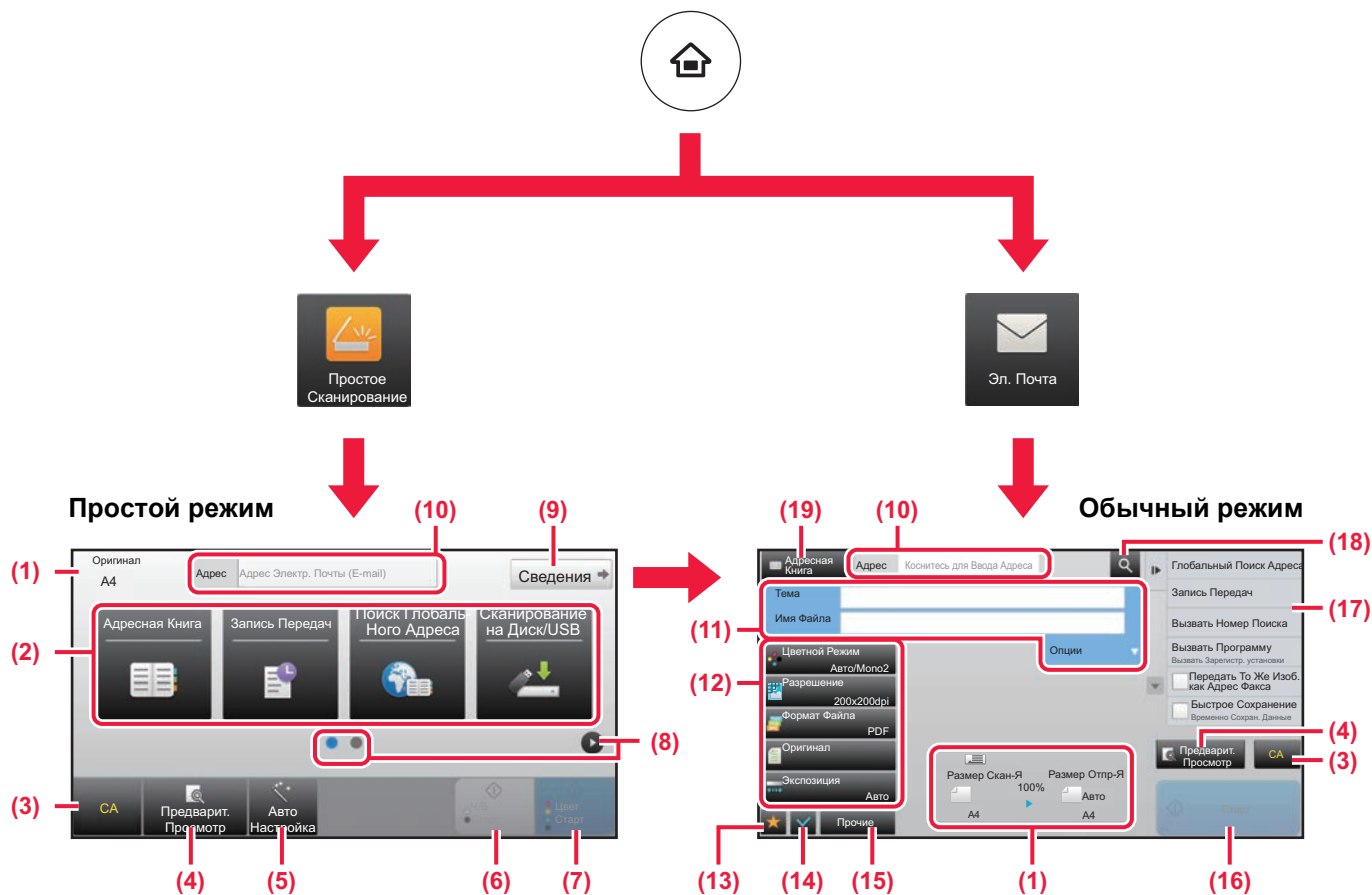 Простое
Сканирование
Эл. Почта
Простой режим
Обычный режим
(10)
(9)
(1)
Оригинал
A4
Адрес
Адрес Электр. Почты (E-mail)
Сведения
(2)
Адресная Книга
Запись Передач
Поиск Глобаль
Ного Адреса
Сканирование
на Диск/USB
(8)
(3)
CA
Предварит.
Просмотр
Авто
Настройка
Ч/Б
Старт
Цвет
Старт
(4)
(5)
(6)
(7)
(19)
(10)
(18)
Адресная
Книга
Адрес
Коснитесь для Ввода Адреса
Глобальный Поиск Адреса
Запись Передач
(17)
Вызвать Номер Поиска
Вызвать Программу
Вызвать Зарегистр. установки
Передать То Же Изоб.
как Адрес Факса
Быстрое Сохранение
Временно Сохран. Данные
(11)
Тема
Имя Файла
Опции
(12)
Цветной Режим
Авто/Mono2
Разрешение
200x200dpi
Формат Файла
PDF
Оригинал
Экспозиция
Авто
Размер Скан-Я
100%
Размер Отпр-Я
Авто
A4
A4
(4)
Предварит.
Просмотр
CA
(3)
Прочие
Старт
(13)
(14)
(15)
(1)
(16)